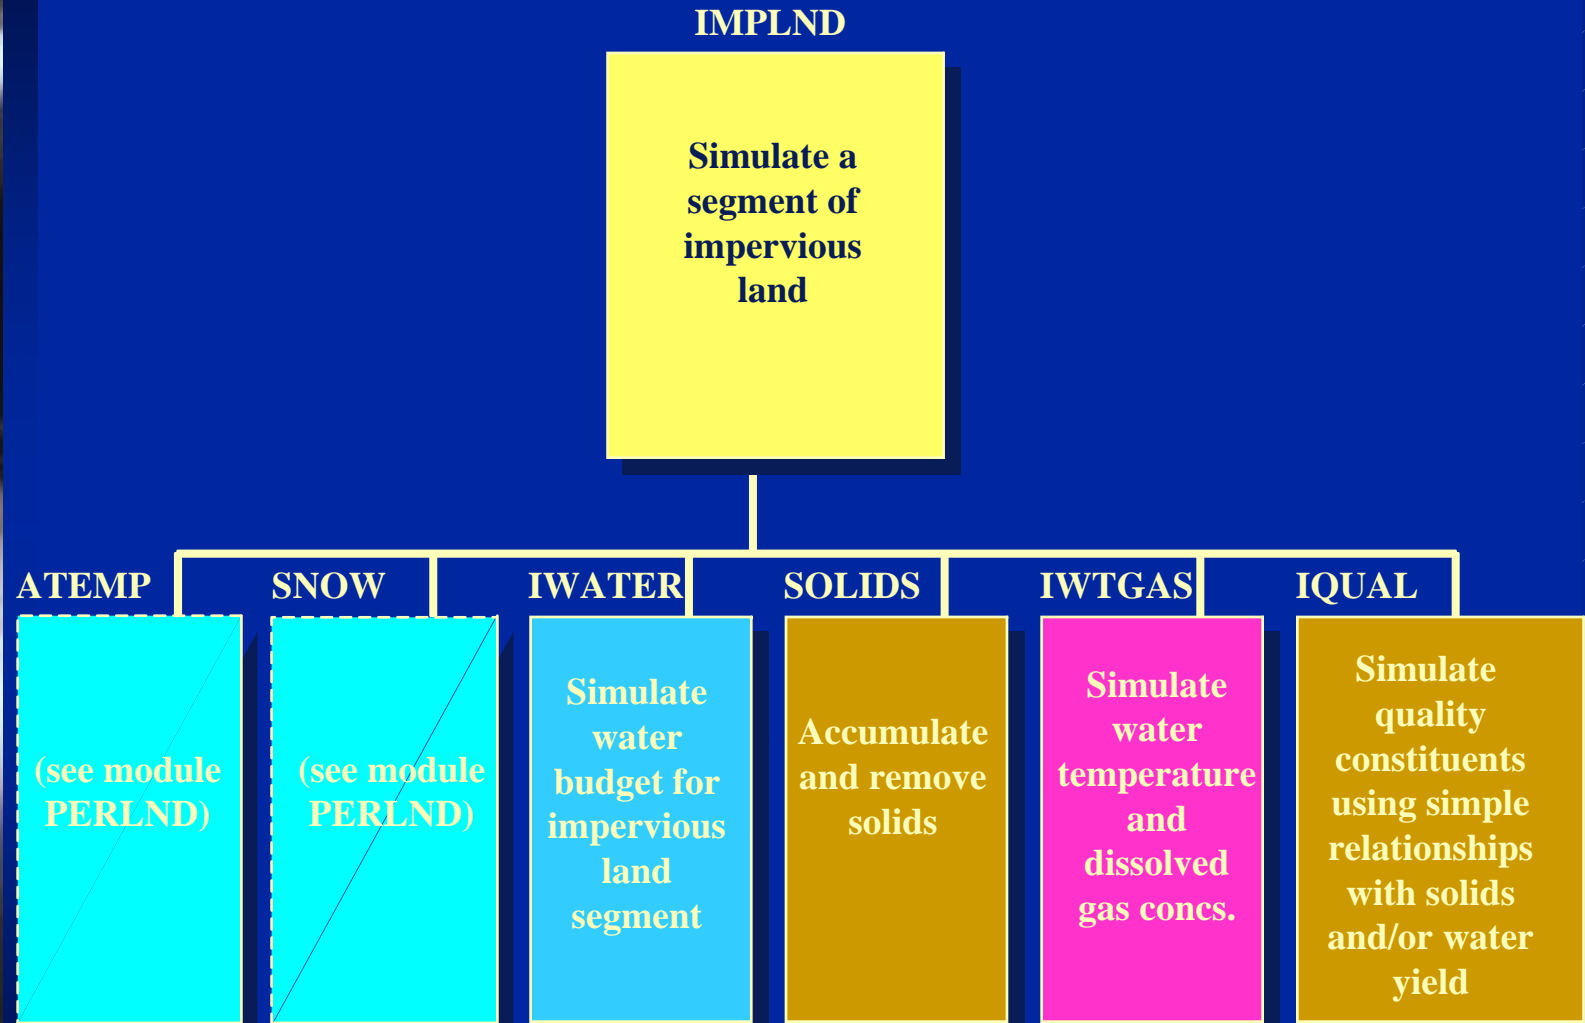 IMPLND
Simulate a
segment of
impervious
land
ATEMP
SNOW
IWATER
SOLIDS
IWTGAS
IQUAL
(see module
PERLND)
(see module
PERLND)
Simulate
water
budget for
impervious
land
segment
Accumulate
and remove
solids
Simulate
water
temperature
and
dissolved
gas concs.
Simulate
quality
constituents
using simple
relationships
with solids
and/or water
yield